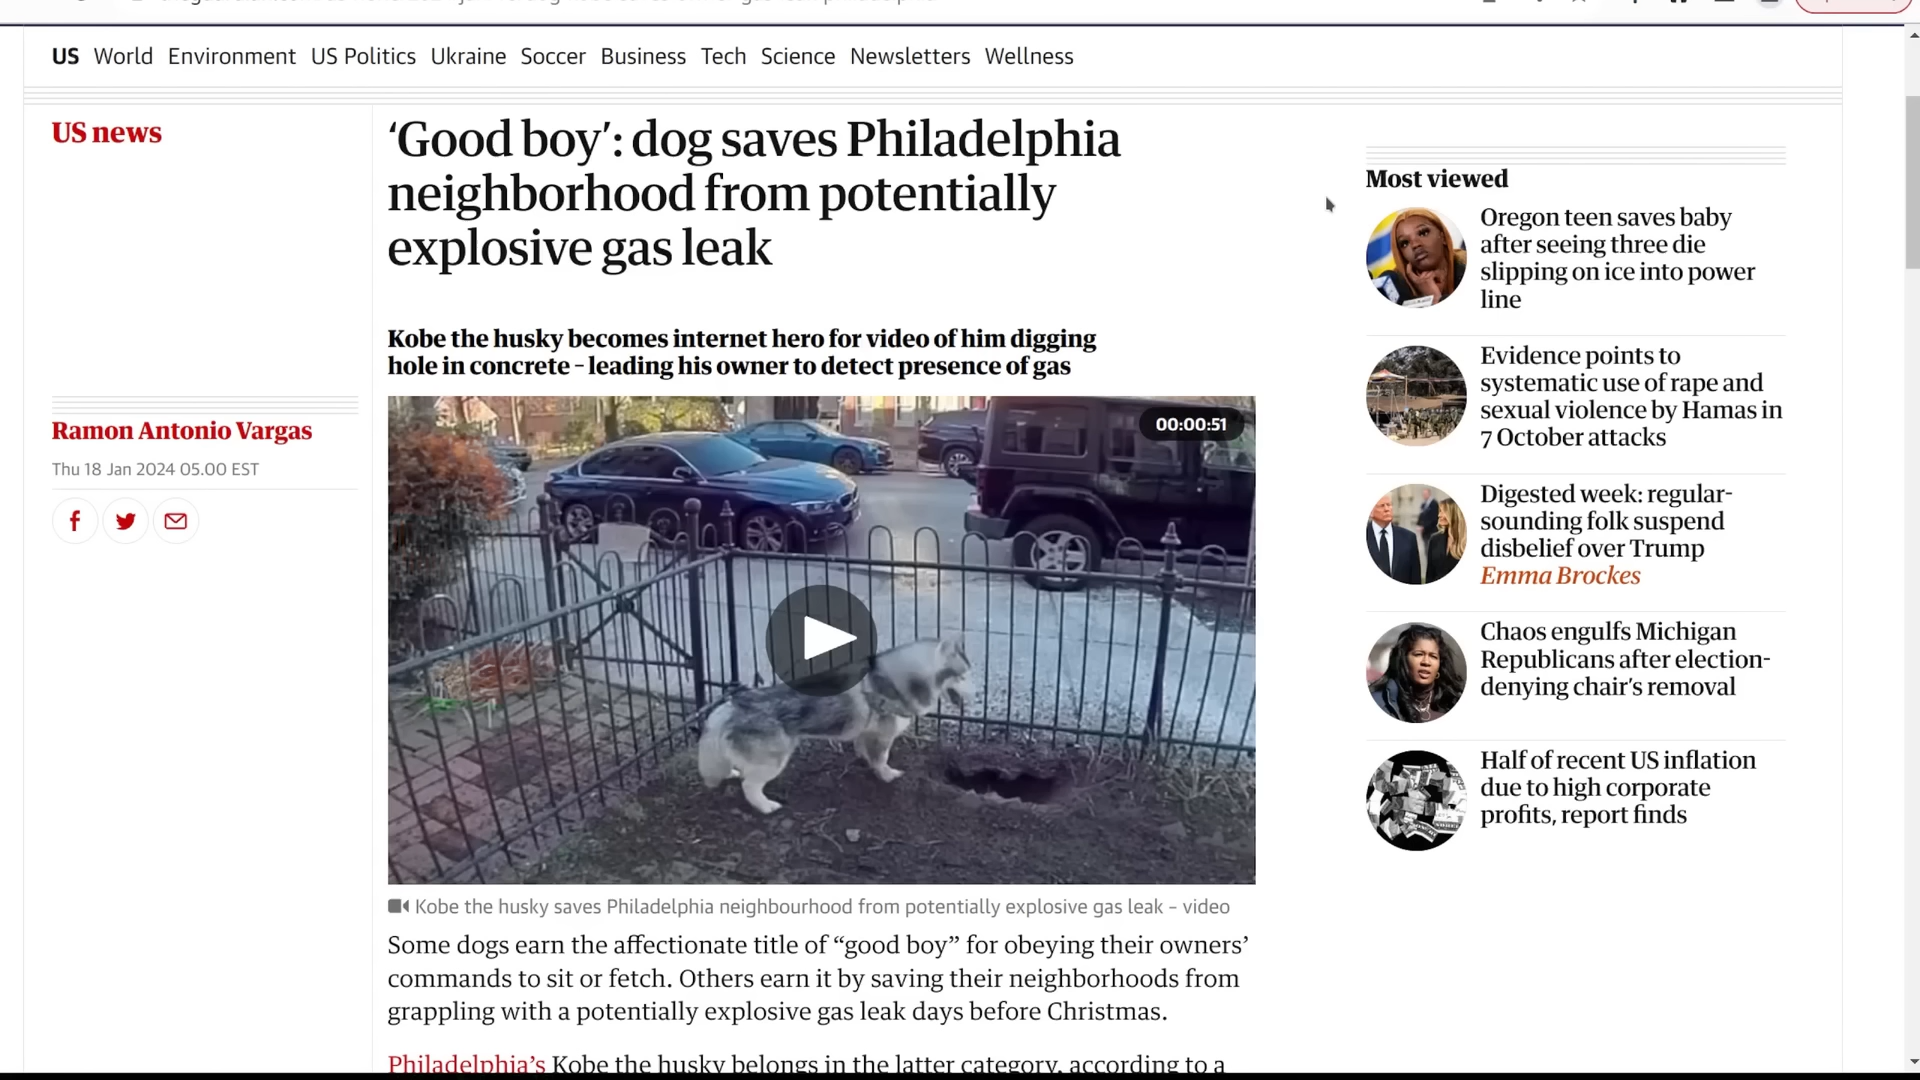 US World Environment US Politics Ukraine Soccer Business Tech Science Newsletters Wellness
US news
‘Good boy’: dog saves Philadelphia
neighborhood from potentially
explosive gas leak
Kobe the husky becomes internet hero for video of him digging
hole in concrete – leading his owner to detect presence of gas
Ramon Antonio Vargas
Thu 18 Jan 2024 05.00 EST
00:00:51
Kobe the husky saves Philadelphia neighbourhood from potentially explosive gas leak – video
Some dogs earn the affectionate title of “good boy” for obeying their owners’
commands to sit or fetch. Others earn it by saving their neighborhoods from
grappling with a potentially explosive gas leak days before Christmas.
Philadelphia’s Kobe the husky belongs in the latter category, according to a
Most viewed
Oregon teen saves baby
after seeing three die
slipping on ice into power
line
Evidence points to
systematic use of rape and
sexual violence by Hamas in
7 October attacks
Digested week: regular-
sounding folk suspend
disbelief over Trump
Emma Brockes
Chaos engulfs Michigan
Republicans after election-
denying chair’s removal
Half of recent US inflation
due to high corporate
profits, report finds